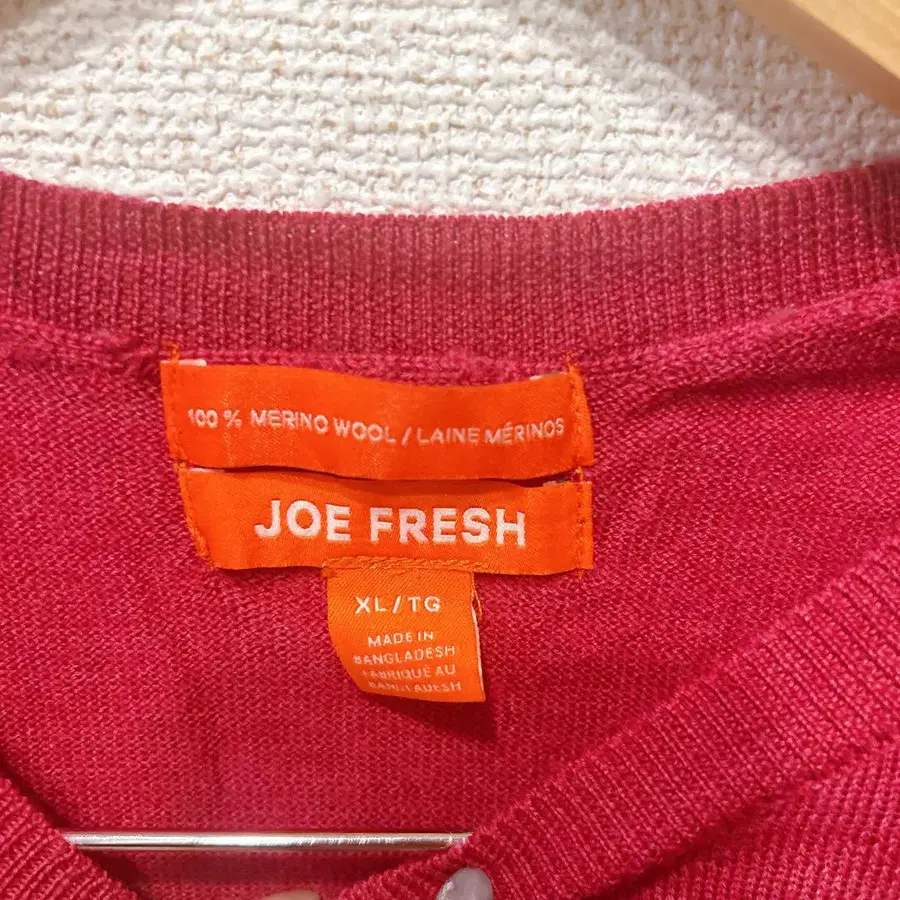 100 % MERINO WOOL / LAINE MÉRINOS
JOE FRESH
XL / TG
MADE IN
BANGLADESH
FABRIQUÉ AU
BANGLADESH